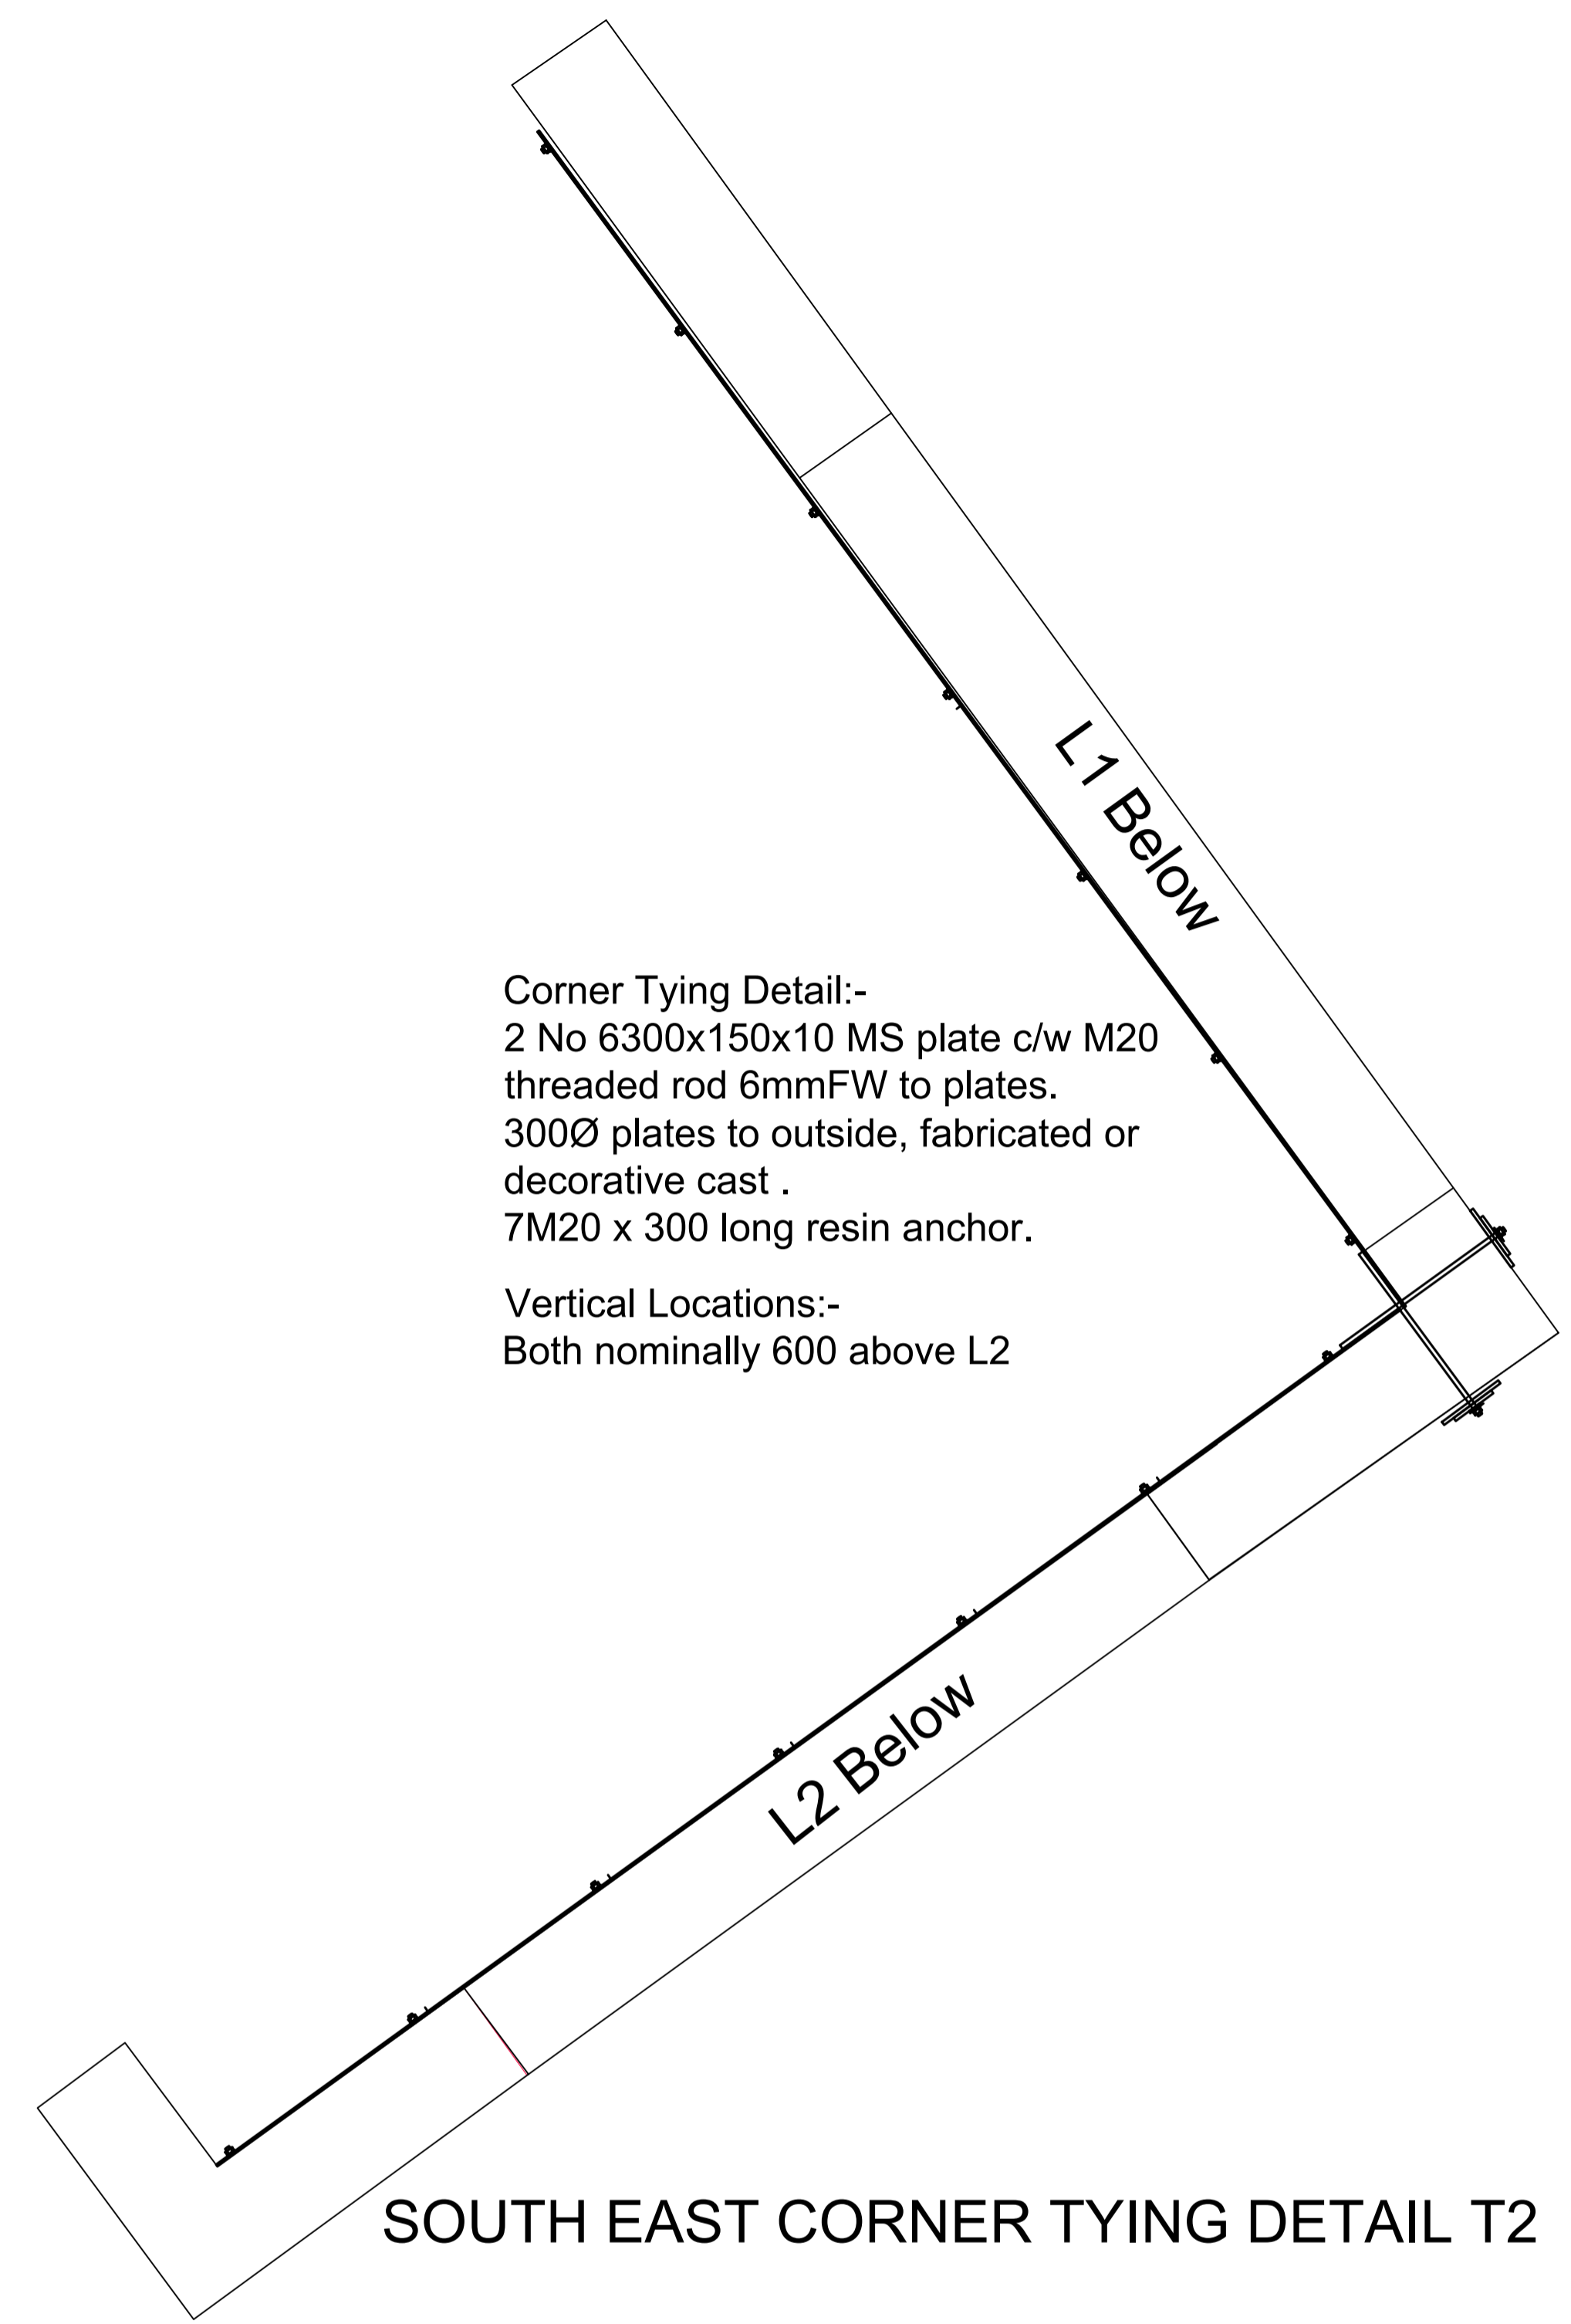 L1 Below
Corner Tying Detail:-
2 No 6300x150x10 MS plate c/w M20
threaded rod 6mmFW to plates.
300Ø plates to outside, fabricated or
decorative cast .
7M20 x 300 long resin anchor.
Vertical Locations:-
Both nominally 600 above L2
L2 Below
SOUTH EAST CORNER TYING DETAIL T2